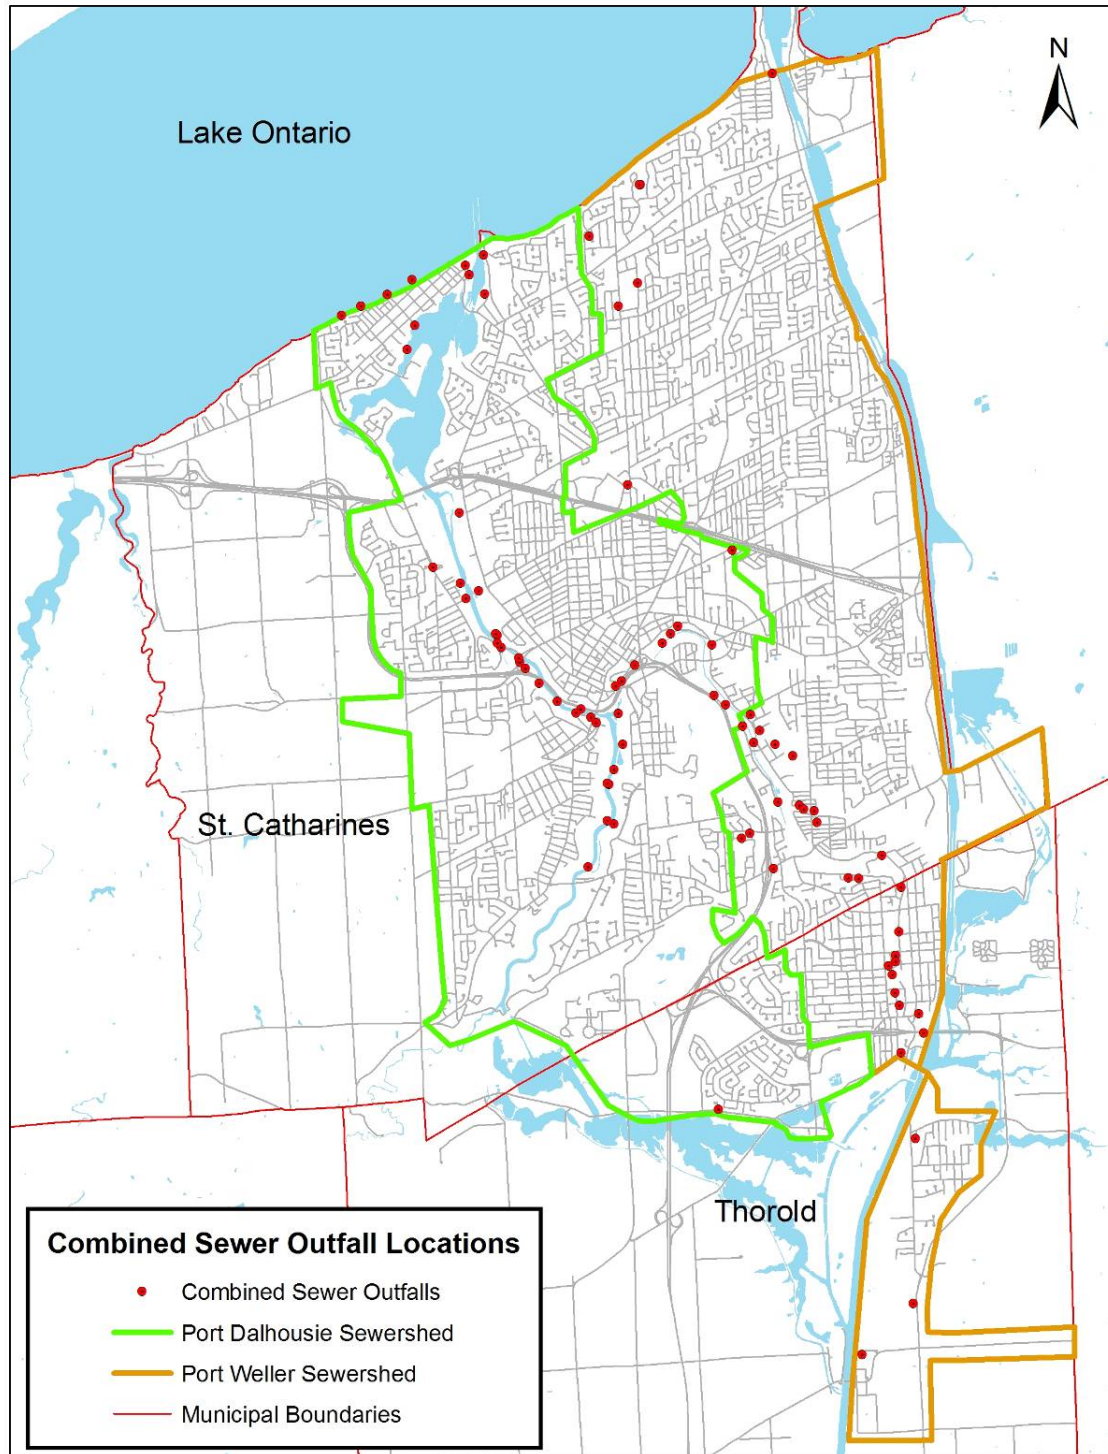 N
Lake Ontario
St. Catharines
Thorold
Combined Sewer Outfall Locations
Combined Sewer Outfalls
Port Dalhousie Sewershed
Port Weller Sewershed
Municipal Boundaries